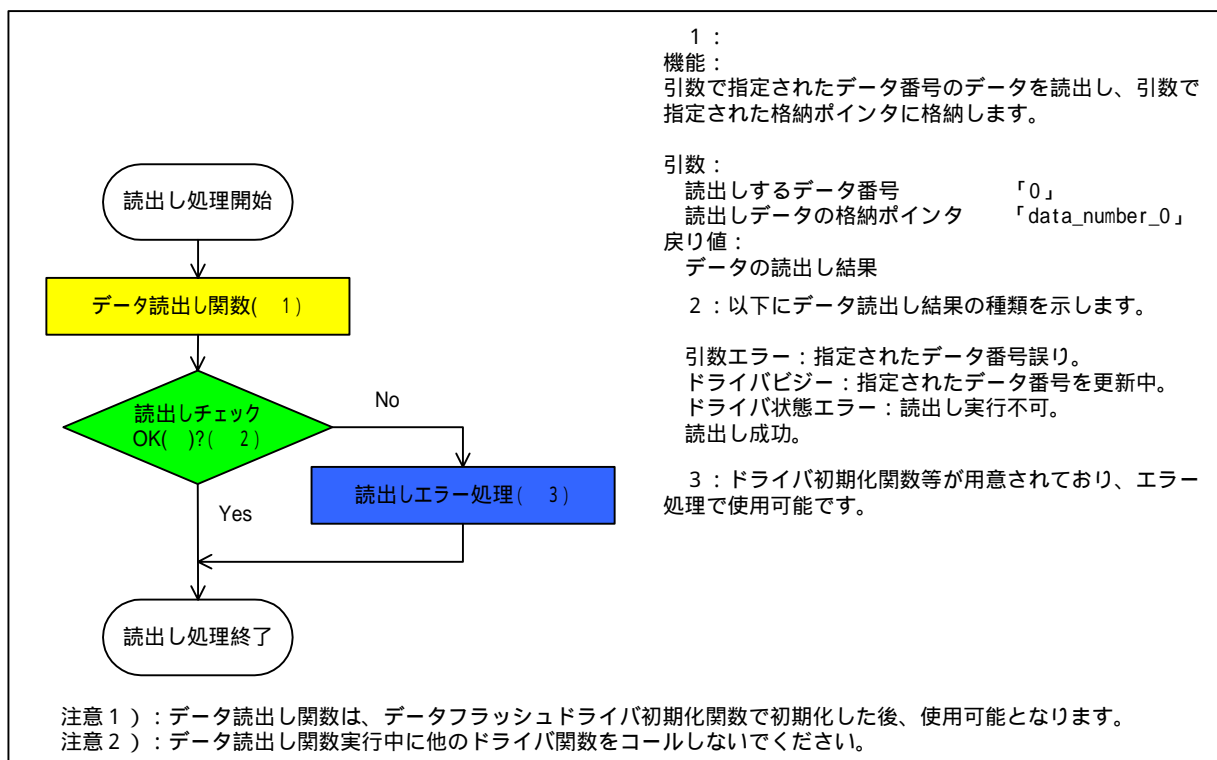 読出し処理開始
データ読出し関数( 1)
読出しチェック
OK( )?( 2)
No
読出しエラー処理( 3)
Yes
読出し処理終了
1：
機能：
引数で指定されたデータ番号のデータを読出し、引数で
指定された格納ポインタに格納します。
引数：
読出しするデータ番号 「0」
読出しデータの格納ポインタ 「data_number_0」
戻り値：
データの読出し結果
2：以下にデータ読出し結果の種類を示します。
引数エラー：指定されたデータ番号誤り。
ドライバビジー：指定されたデータ番号を更新中。
ドライバ状態エラー：読出し実行不可。
読出し成功。
3：ドライバ初期化関数等が用意されており、エラー
処理で使用可能です。
注意１）：データ読出し関数は、データフラッシュドライバ初期化関数で初期化した後、使用可能となります。
注意２）：データ読出し関数実行中に他のドライバ関数をコールしないでください。